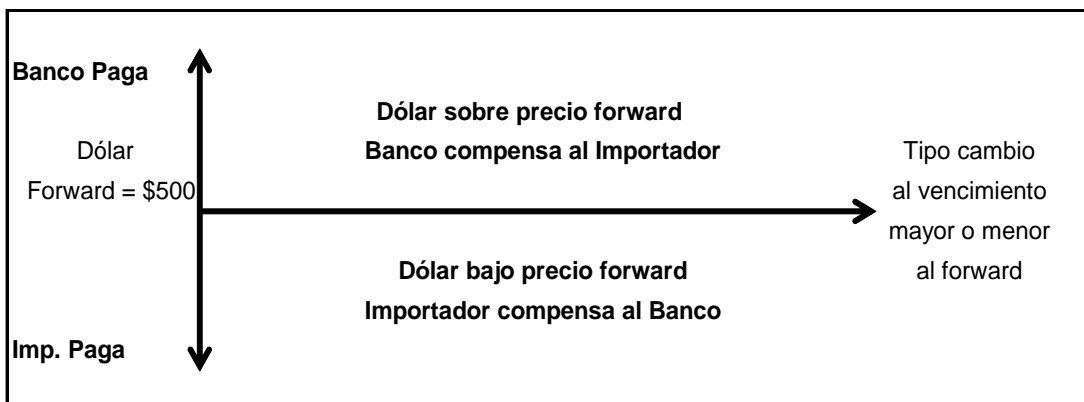 Banco Paga
Dólar
Forward = $500
Dólar sobre precio forward
Banco compensa al Importador
Tipo cambio
al vencimiento
mayor o menor
al forward
Dólar bajo precio forward
Importador compensa al Banco
Imp. Paga